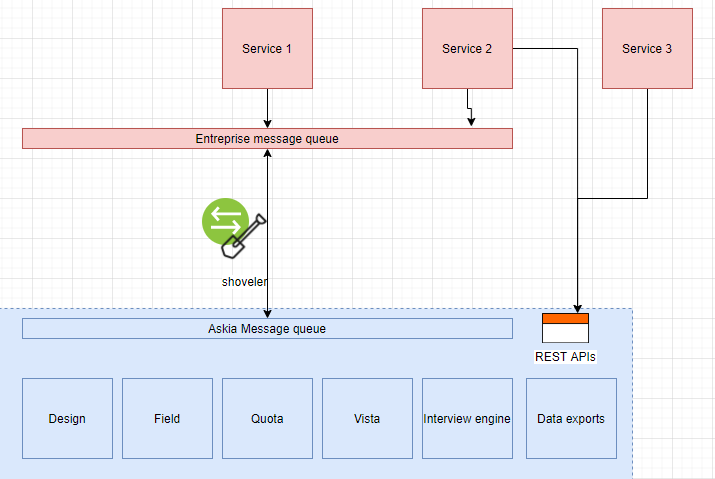 Service 1
Service 2
Service 3
Entreprise message queue
shoveler
Askia Message queue
REST APIs
Design
Field
Quota
Vista
Interview engine
Data exports